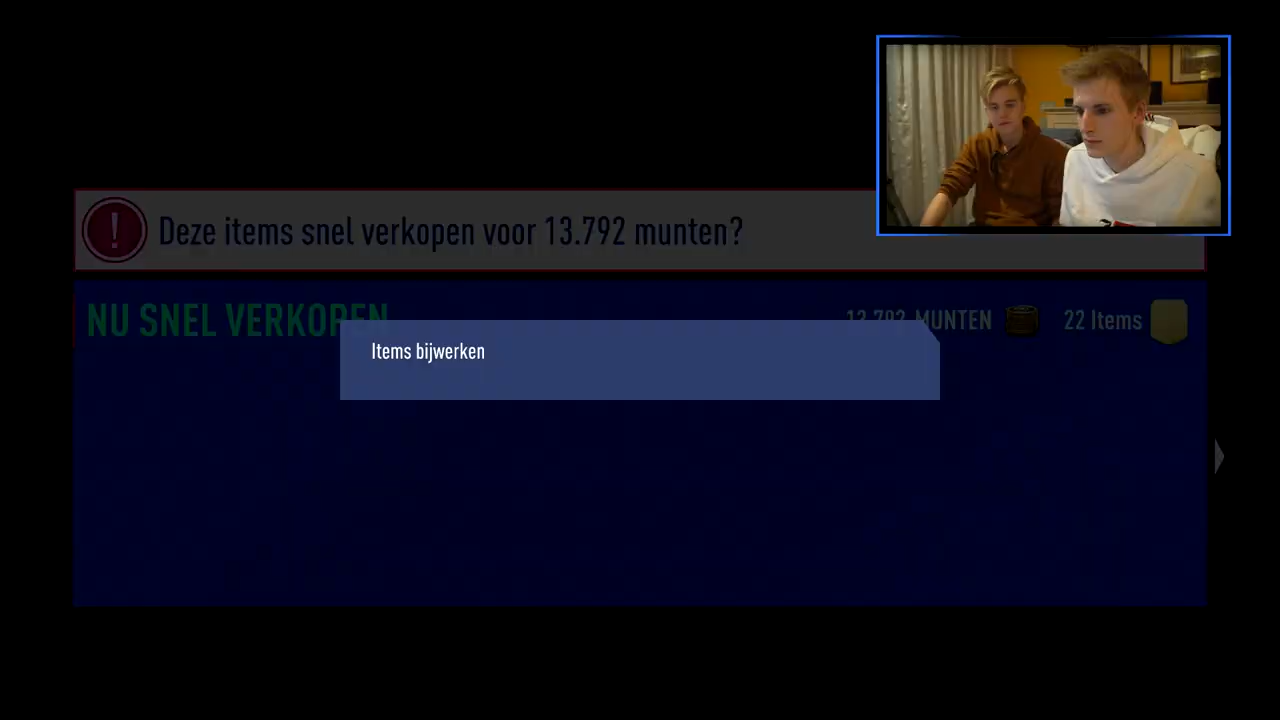 Deze items snel verkopen voor 13.792 munten?
NU SNEL VERKOPEN
13.792 MUNTEN
22 Items
Items bijwerken